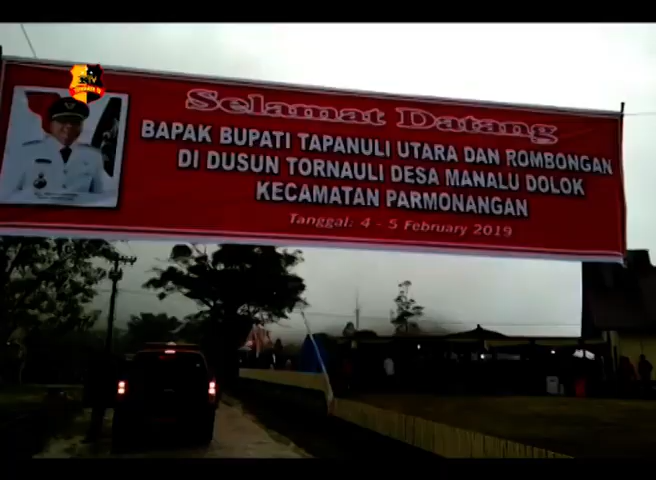 Selamat Datang
BAPAK BUPATI TAPANULI UTARA DAN ROMBONGAN
DI DUSUN TORNAULI DESA MANALU DOLOK
KECAMATAN PARMONANGAN
Tanggal: 4 - 5 February 2019